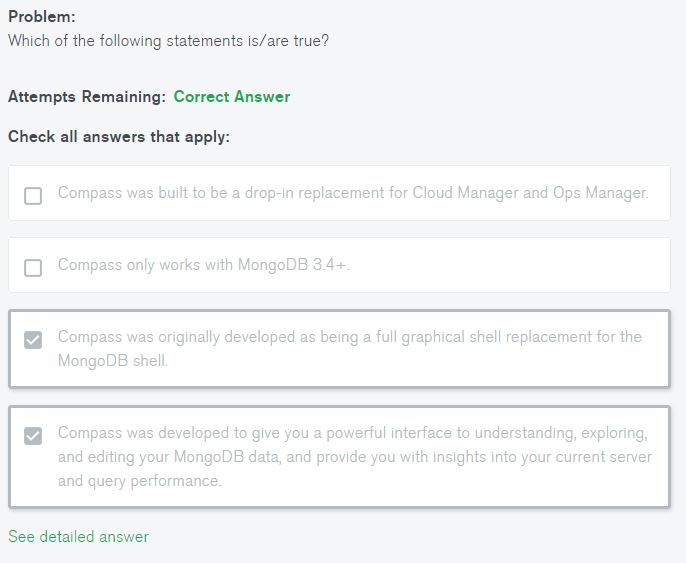 Problem:
Which of the following statements is/are true?
Attempts Remaining: Correct Answer
Check all answers that apply:
Compass was built to be a drop-in replacement for Cloud Manager and Ops Manager.
Compass only works with MongoDB 3.4+.
Compass was originally developed as being a full graphical shell replacement for the
MongoDB shell.
Compass was developed to give you a powerful interface to understanding, exploring,
and editing your MongoDB data, and provide you with insights into your current server
and query performance.
See detailed answer